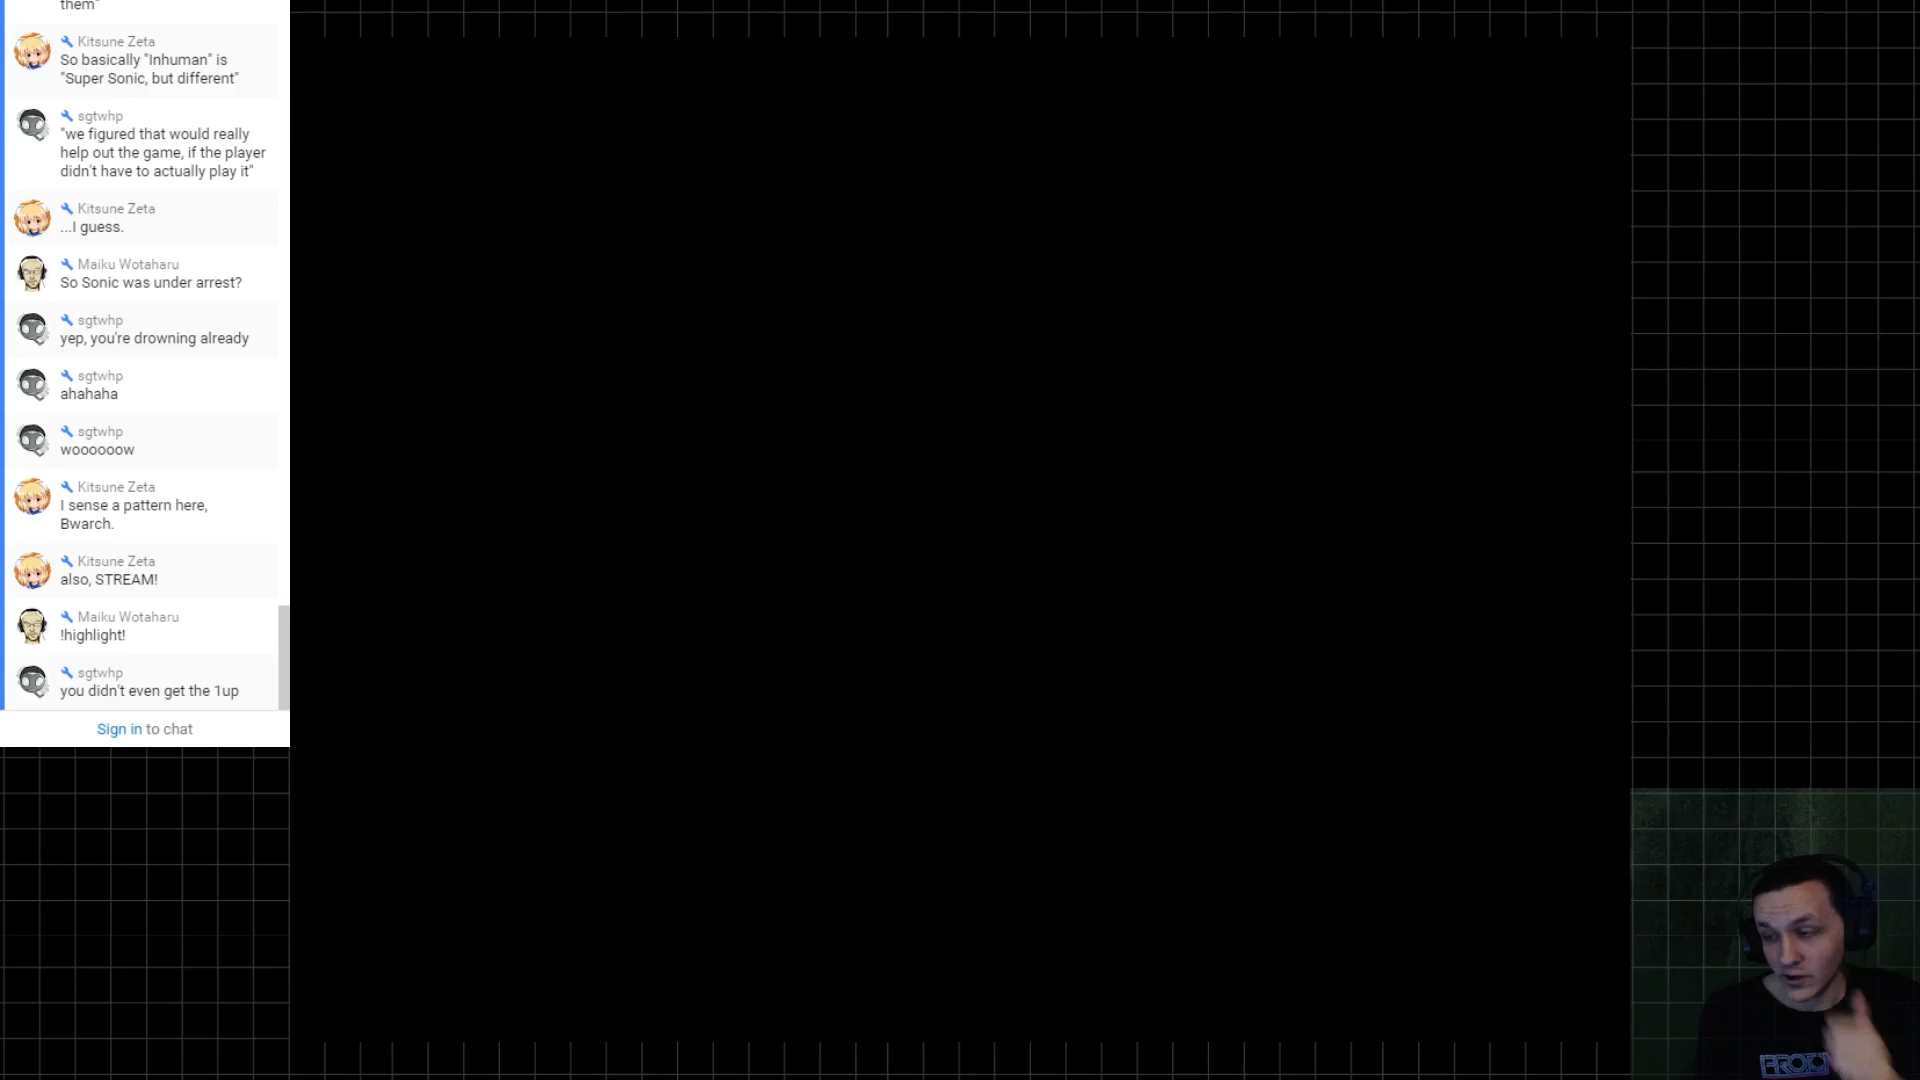 them"
Kitsune Zeta
So basically "Inhuman" is
"Super Sonic, but different"
sgtwhp
"we figured that would really
help out the game, if the player
didn't have to actually play it"
Kitsune Zeta
...I guess.
Maiku Wotaharu
So Sonic was under arrest?
sgtwhp
yep, you're drowning already
sgtwhp
ahahaha
sgtwhp
woooooow
Kitsune Zeta
I sense a pattern here,
Bwarch.
Kitsune Zeta
also, STREAM!
Maiku Wotaharu
!highlight!
sgtwhp
you didn't even get the 1up
Sign in to chat